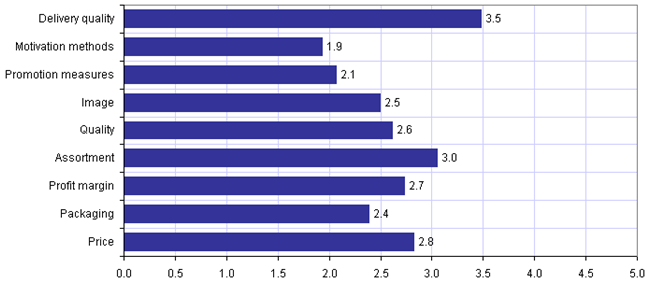 Delivery quality 3.5
Motivation methods 1.9
Promotion measures 2.1
Image 2.5
Quality 2.6
Assortment 3.0
Profit margin 2.7
Packaging 2.4
Price 2.8
0.0 0.5 1.0 1.5 2.0 2.5 3.0 3.5 4.0 4.5 5.0